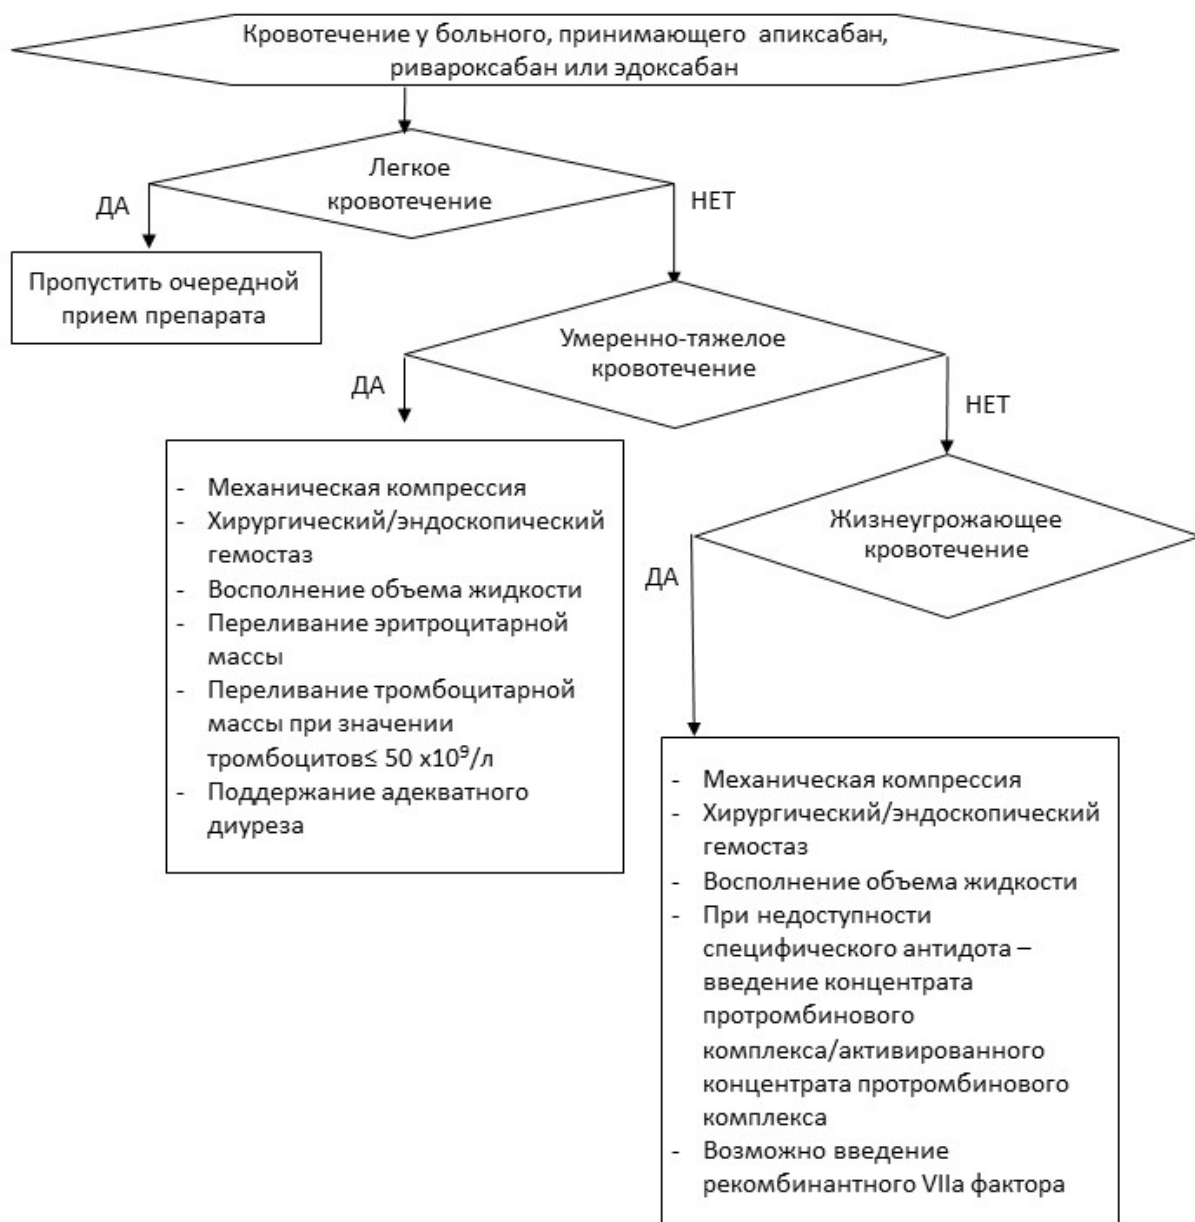 Кровотечение у больного, принимающего апиксабан,
ривароксабан или эдоксабан
Легкое
кровотечение
ДА
НЕТ
Пропустить очередной
прием препарата
Умеренно-тяжелое
кровотечение
ДА
НЕТ
- Механическая компрессия
- Хирургический/эндоскопический
гемостаз
- Восполнение объема жидкости
- Переливание эритроцитарной
массы
- Переливание тромбоцитарной
массы при значении
тромбоцитов≤ 50 х10⁹/л
- Поддержание адекватного
диуреза
Жизнеугрожающее
кровотечение
ДА
- Механическая компрессия
- Хирургический/эндоскопический
гемостаз
- Восполнение объема жидкости
- При недоступности
специфического антидота –
введение концентрата
протромбинового
комплекса/активированного
концентрата протромбинового
комплекса
- Возможно введение
рекомбинантного VIIa фактора